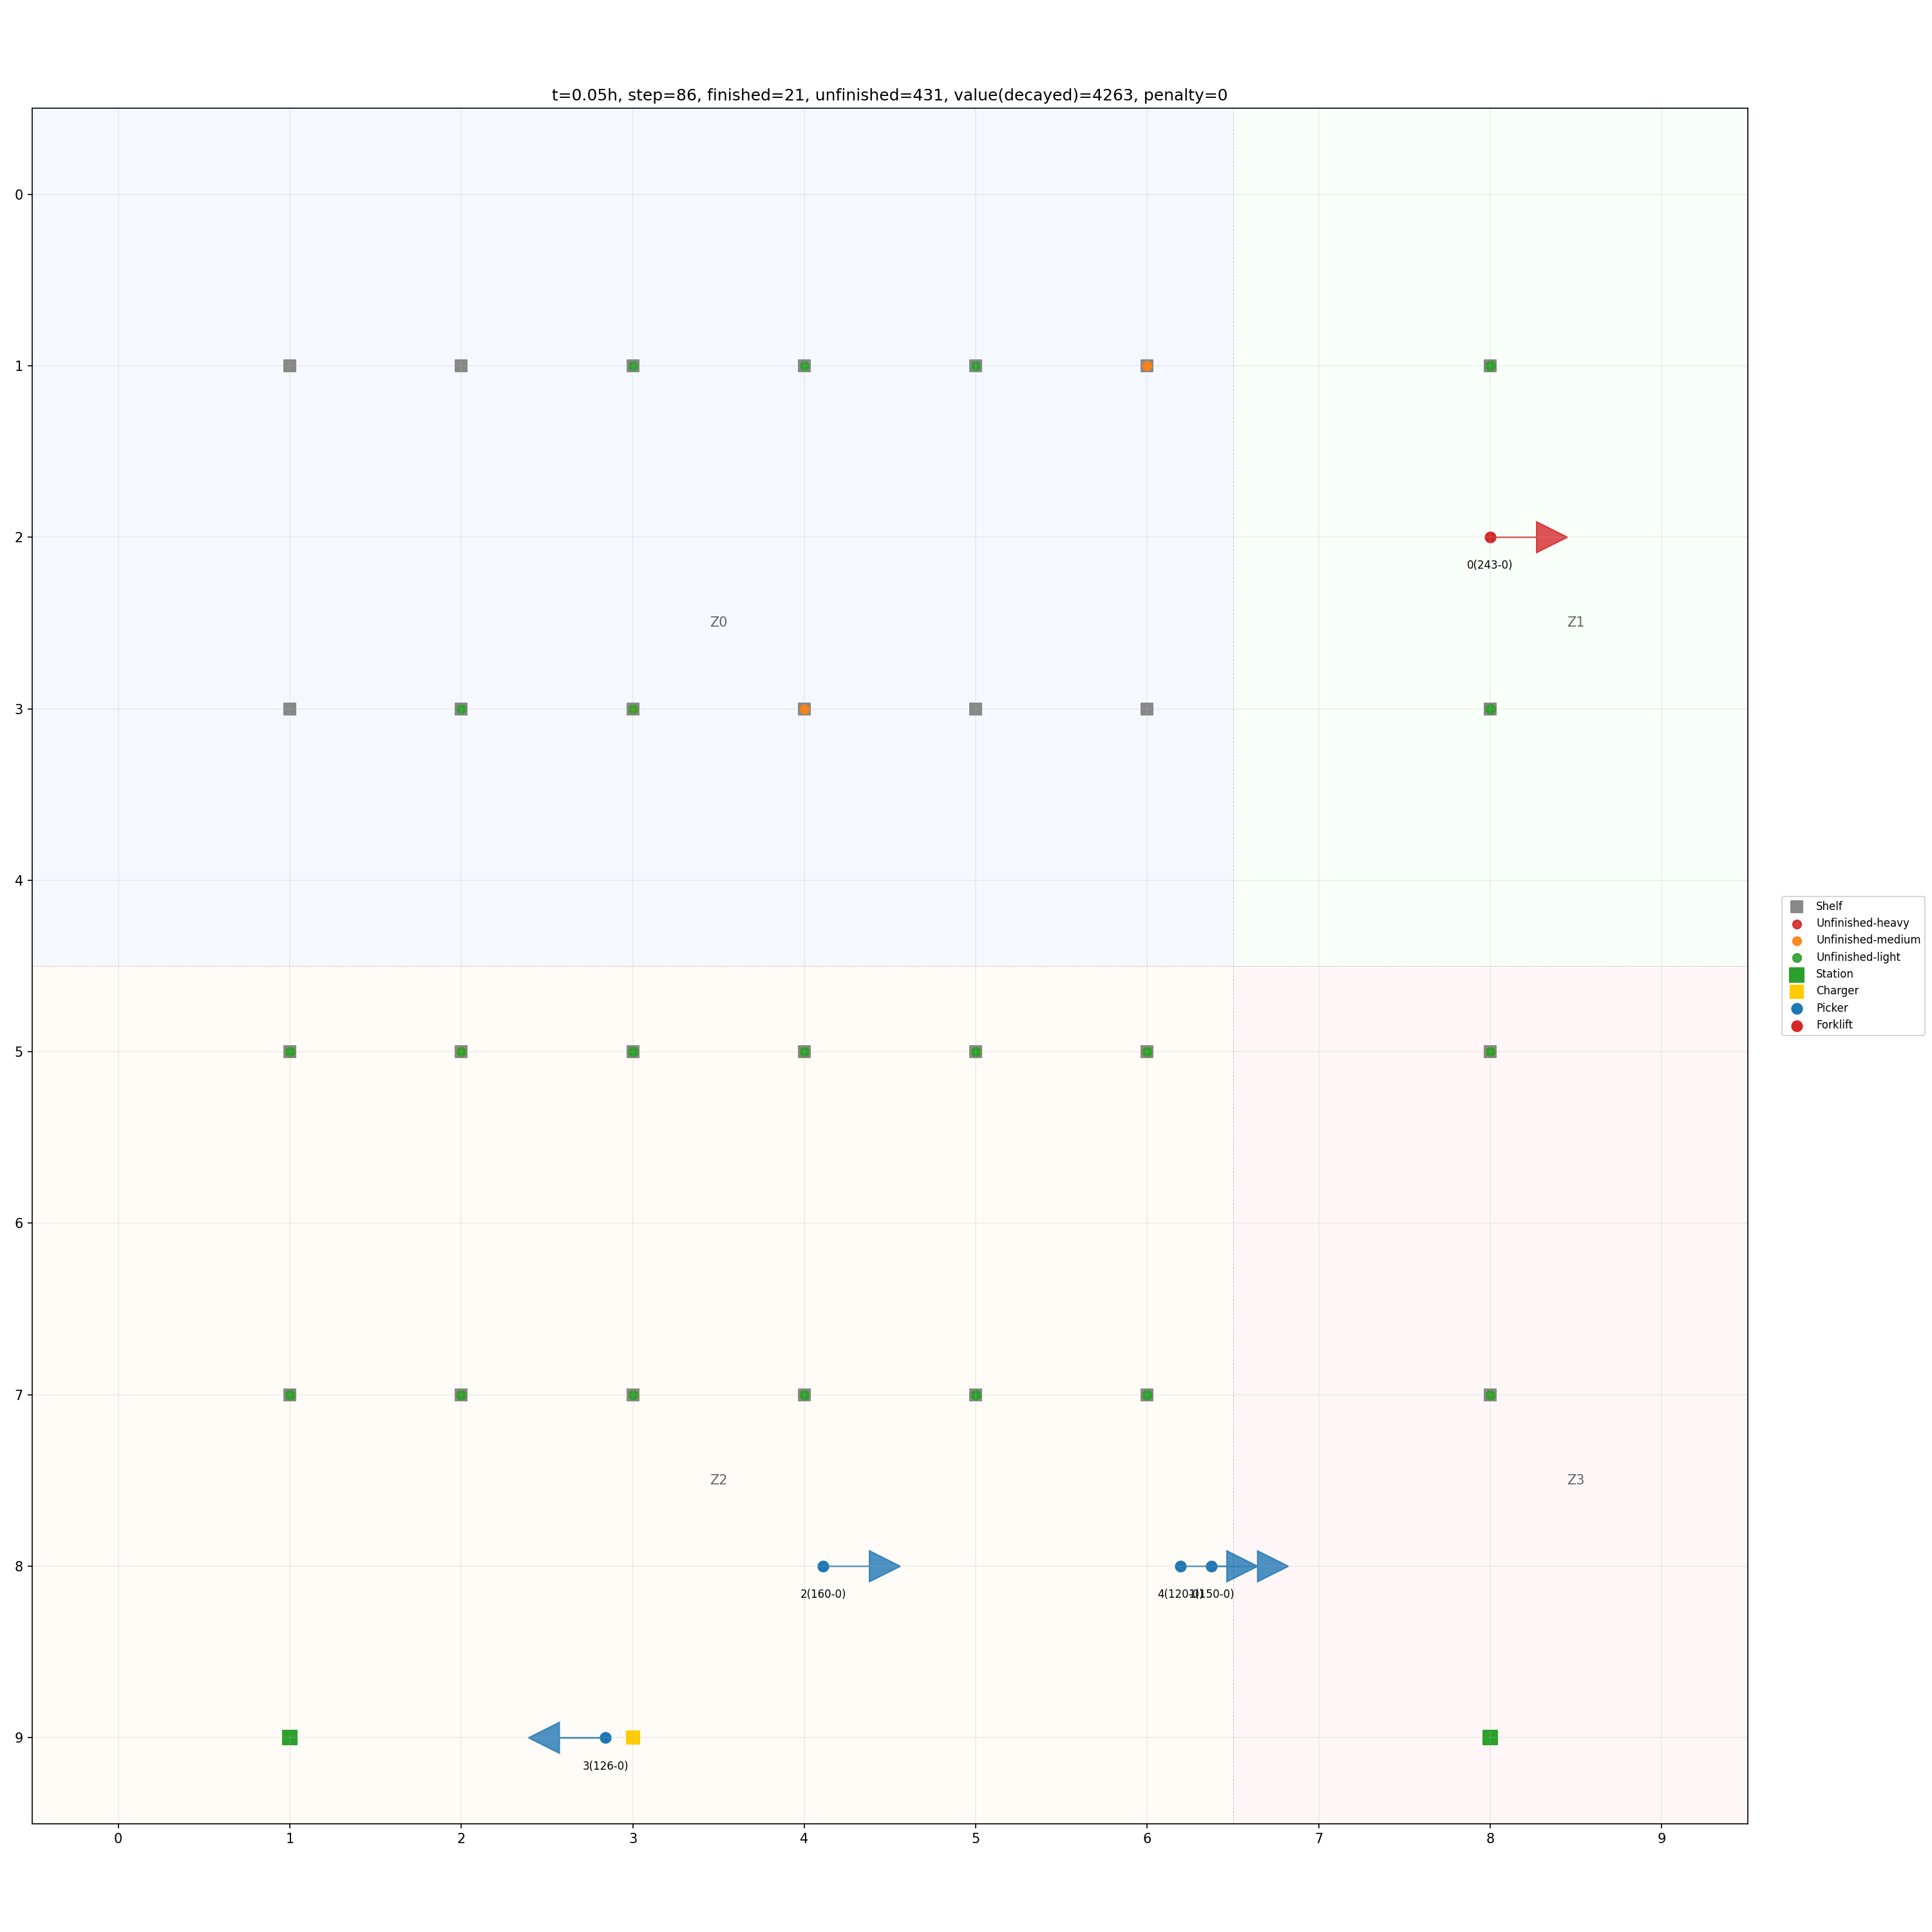 t=0.05h, step=86, finished=21, unfinished=431, value(decayed)=4263, penalty=0
0
1
2
0(243-0)
Z0
Z1
3
4
Shelf
Unfinished-heavy
Unfinished-medium
Unfinished-light
Station
Charger
Picker
Forklift
5
6
7
Z2
Z3
8
2(160-0)
9
3(126-0)
0
1
2
3
4
5
6
7
8
9